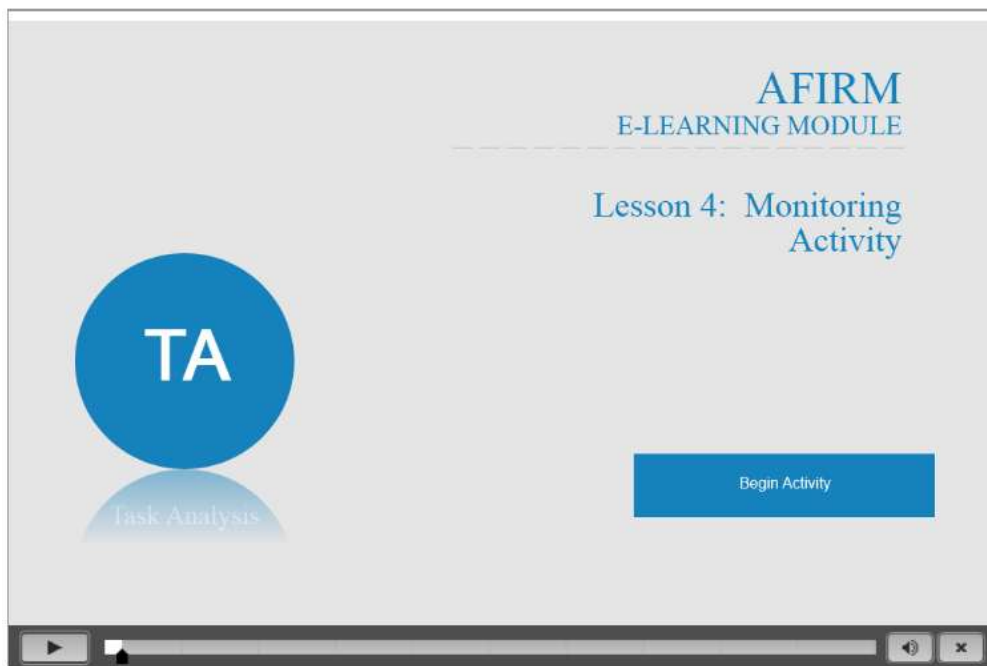 AFIRM
E-LEARNING MODULE
Lesson 4: Monitoring
Activity
TA
Task Analysis
Begin Activity